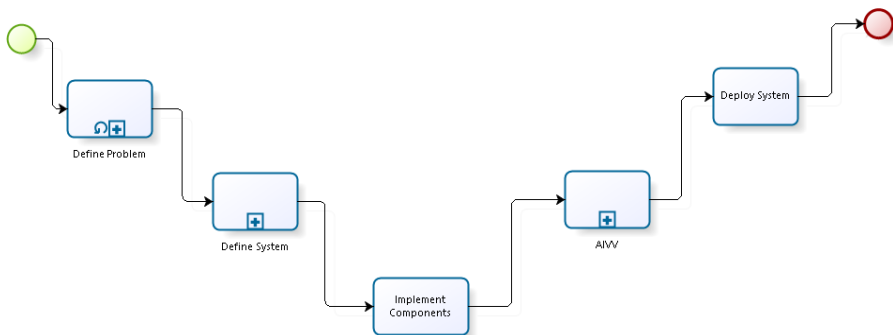 Deploy System
Define Problem
Define System
AIVV
Implement
Components